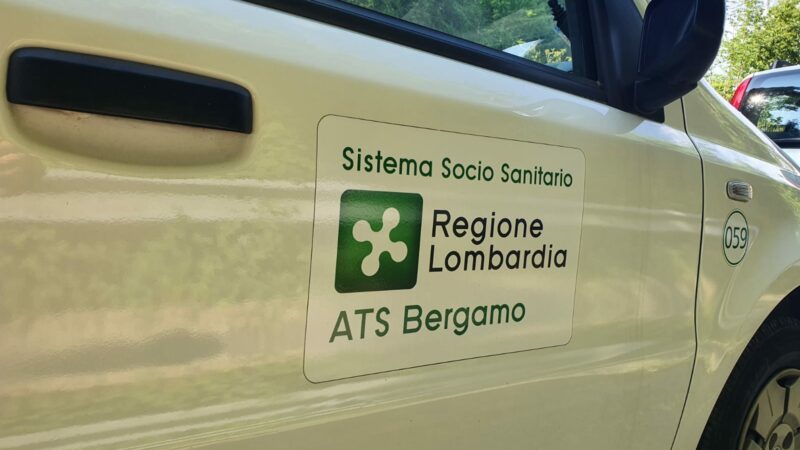 Sistema Socio Sanitario
Regione
Lombardia
ATS Bergamo
059